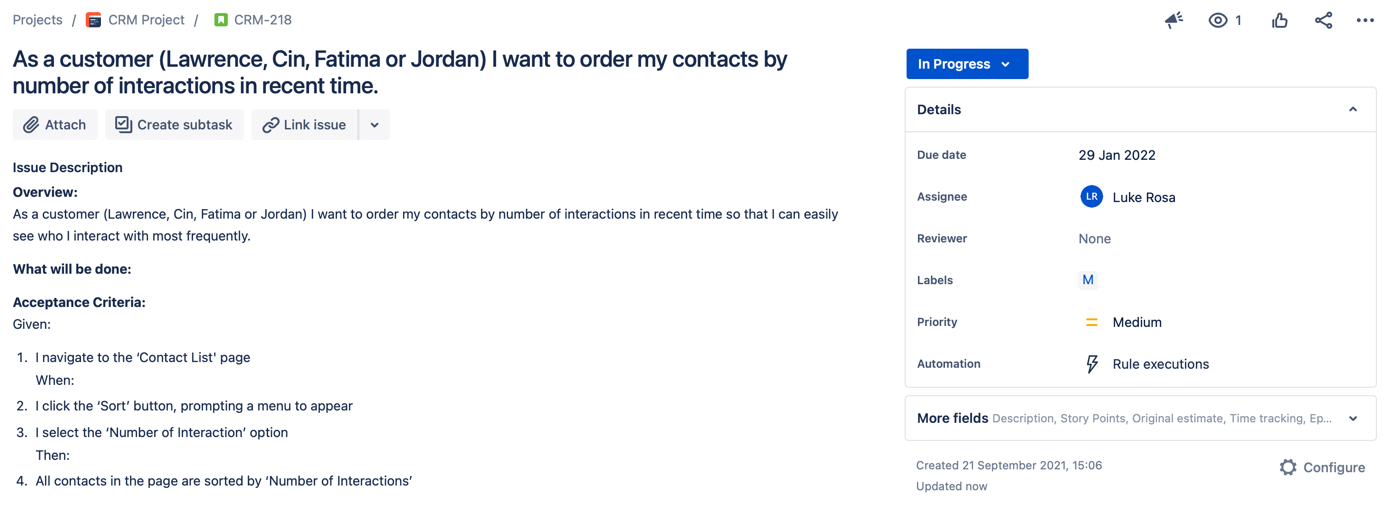 Projects / CRM Project / CRM-218
1
As a customer (Lawrence, Cin, Fatima or Jordan) I want to order my contacts by
number of interactions in recent time.
Attach Create subtask Link issue
Issue Description
Overview:
As a customer (Lawrence, Cin, Fatima or Jordan) I want to order my contacts by number of interactions in recent time so that I can easily
see who I interact with most frequently.
What will be done:
Acceptance Criteria:
Given:
1. I navigate to the ‘Contact List' page
When:
2. I click the ‘Sort’ button, prompting a menu to appear
3. I select the ‘Number of Interaction’ option
Then:
4. All contacts in the page are sorted by ‘Number of Interactions’
In Progress
Details
Due date 29 Jan 2022
Assignee LR Luke Rosa
Reviewer None
Labels M
Priority Medium
Automation Rule executions
More fields Description, Story Points, Original estimate, Time tracking, Ep...
Created 21 September 2021, 15:06
Updated now
Configure